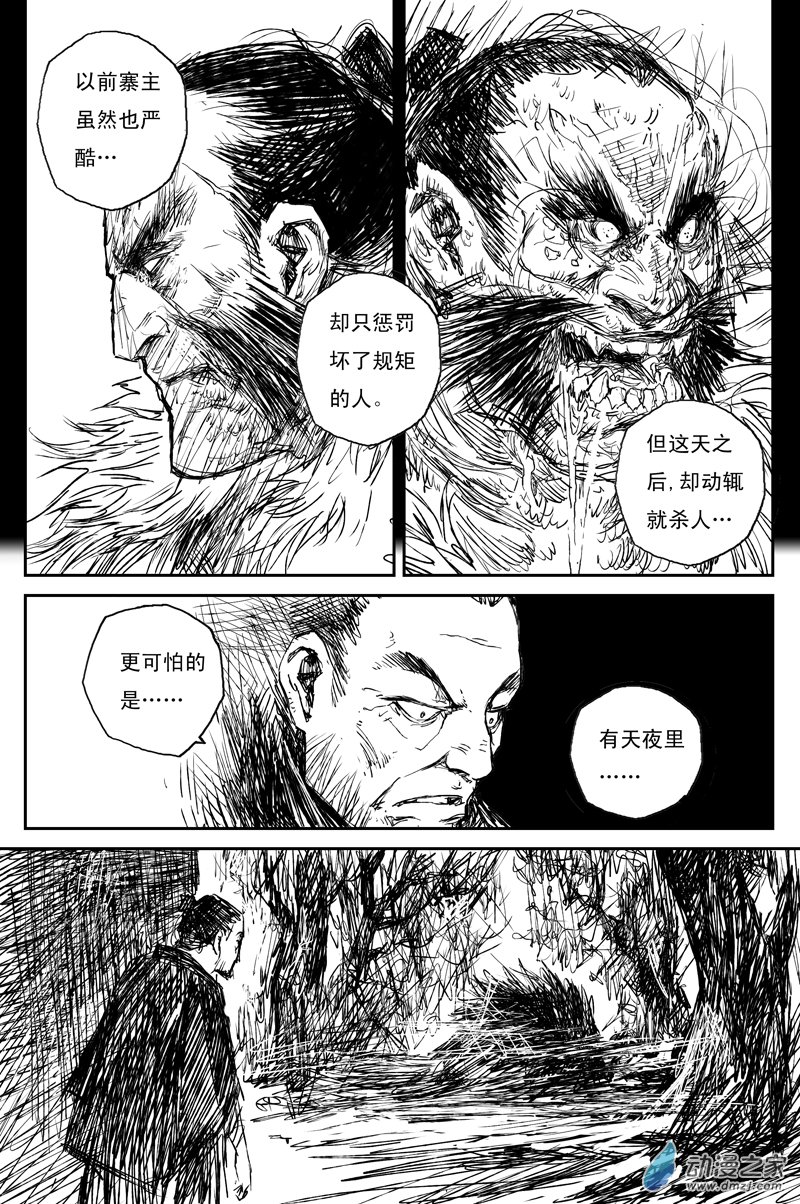 以前寨主
虽然也严
酷…
却只惩罚
坏了规矩
的人。
但这天之
后,却动辄
就杀人…
更可怕的
是……
有天夜里
……
动漫之家
www.dmzj.com